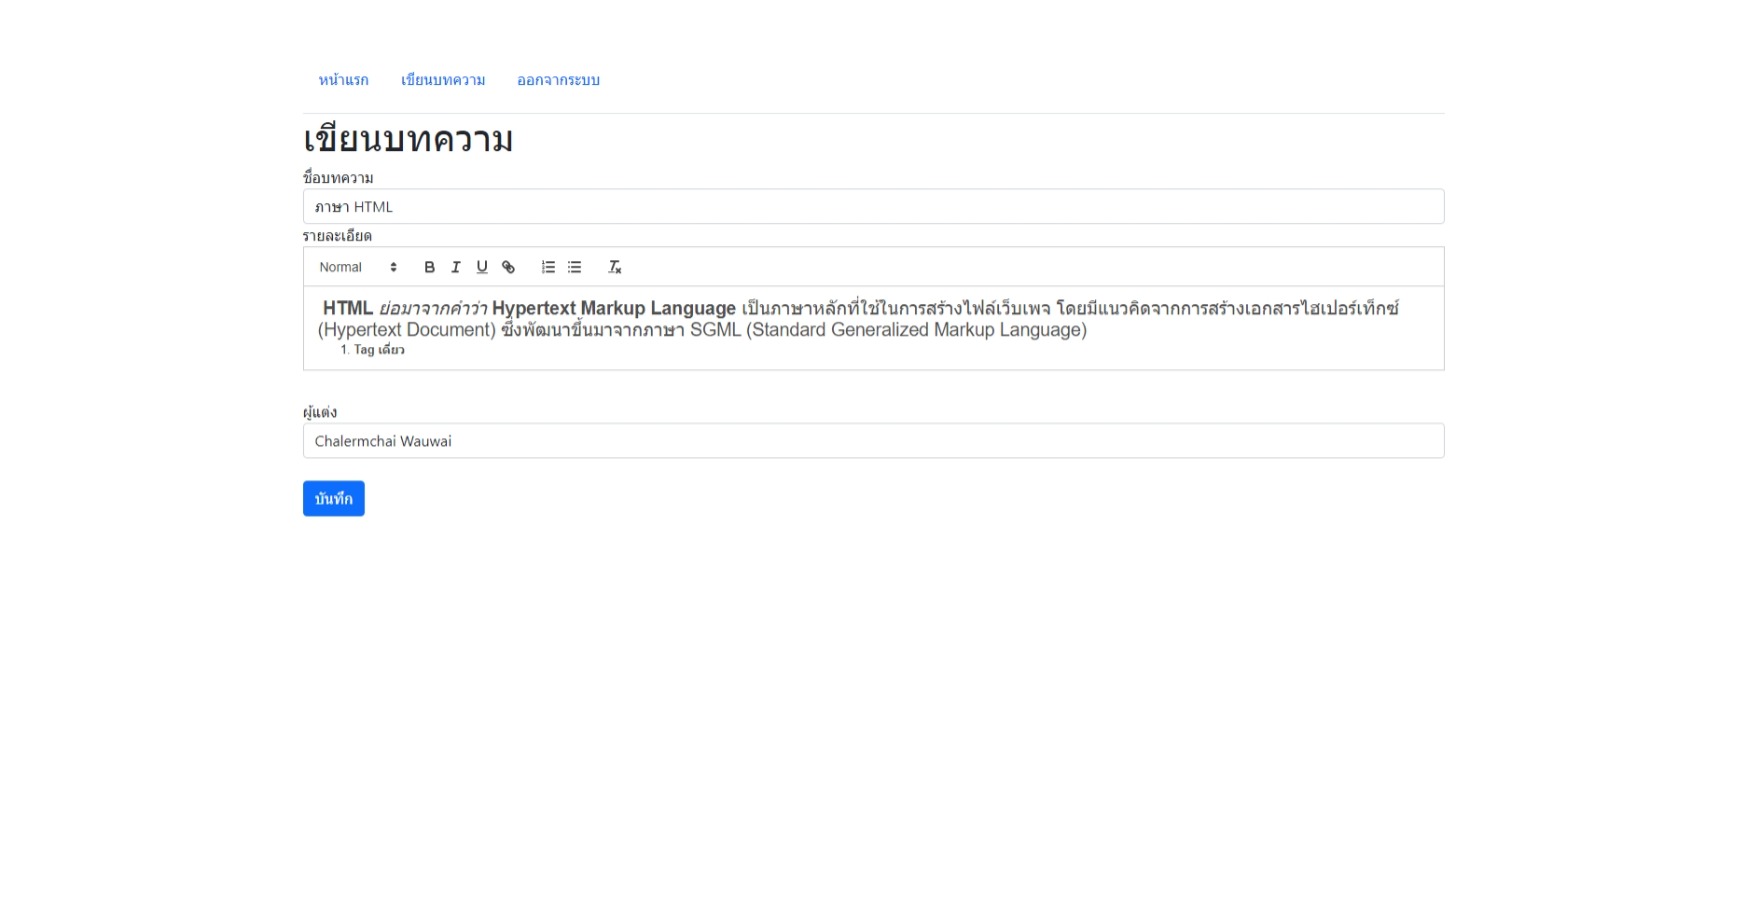 หน้าแรก เขียนบทความ ออกจากระบบ
เขียนบทความ
ชื่อบทความ
ภาษา HTML
รายละเอียด
Normal B I U
HTML ย่อมาจากคำว่า Hypertext Markup Language เป็นภาษาหลักที่ใช้ในการสร้างไฟล์เว็บเพจ โดยมีแนวคิดจากการสร้างเอกสารไฮเปอร์เท็กซ์
(Hypertext Document) ซึ่งพัฒนาขึ้นมาจากภาษา SGML (Standard Generalized Markup Language)
1. Tag เดี่ยว
ผู้แต่ง
Chalermchai Wauwai
บันทึก